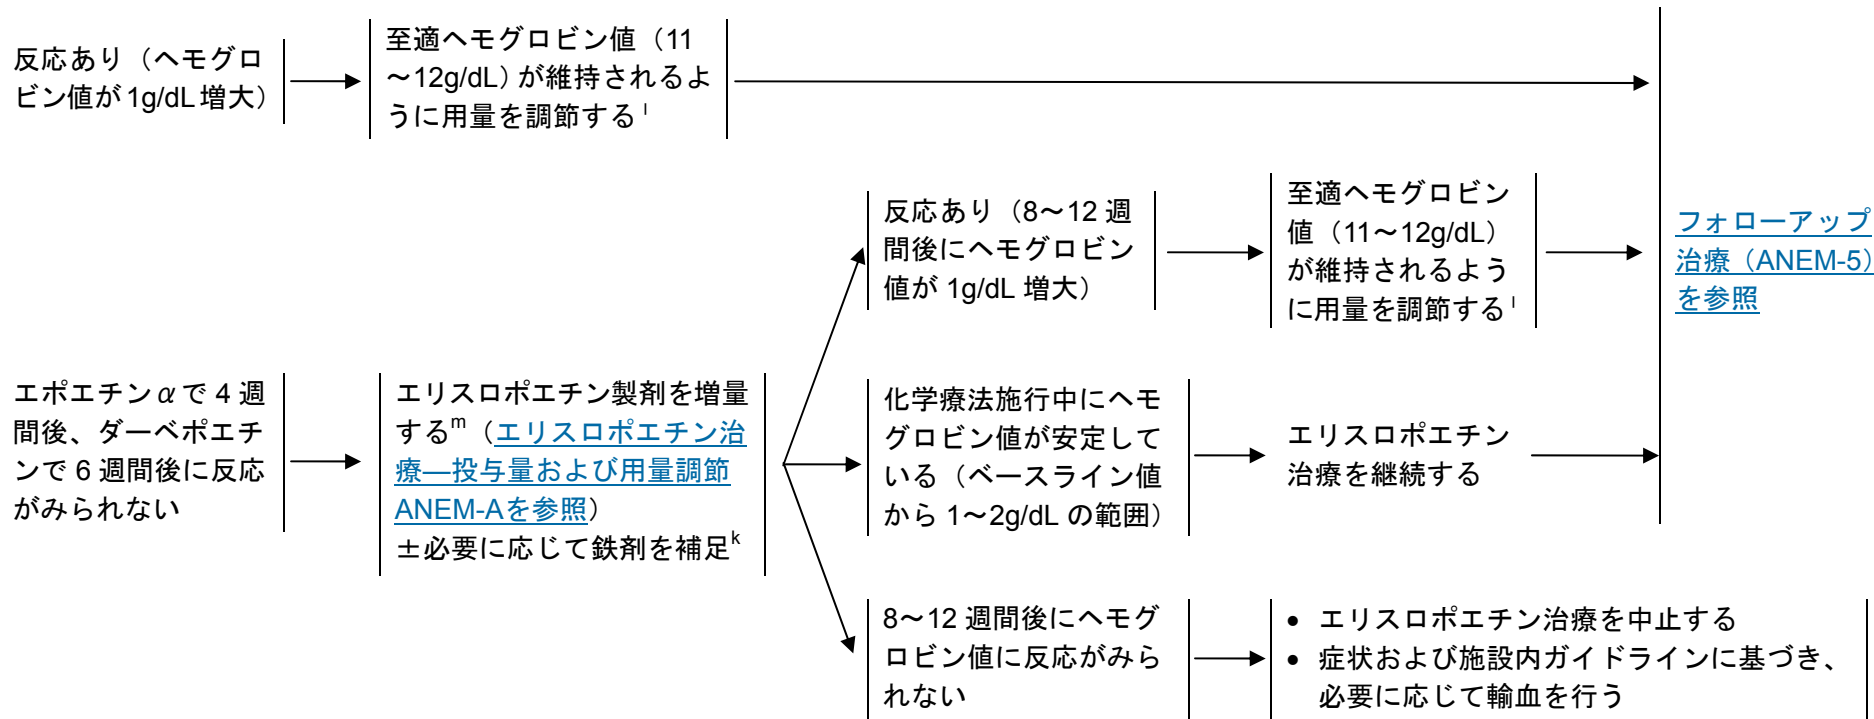 反応あり（ヘモグロ
ビン値が 1g/dL 増大）
至適ヘモグロビン値（11
～12g/dL）が維持されるよ
うに用量を調節する l
エポエチンαで 4 週
間後、ダーベポエチ
ンで 6 週間後に反応
がみられない
エリスロポエチン製剤を増量
する m （エリスロポエチン治
療―投与量および用量調節
ANEM-Aを参照）
±必要に応じて鉄剤を補足 k
反応あり（8～12 週
間後にヘモグロビン
値が 1g/dL 増大）
至適ヘモグロビン
値（11～12g/dL）
が維持されるよう
に用量を調節する l
化学療法施行中にヘモ
グロビン値が安定して
いる（ベースライン値
から 1～2g/dL の範囲）
エリスロポエチン
治療を継続する
8～12 週間後にヘモグ
ロビン値に反応がみら
れない
• エリスロポエチン治療を中止する
• 症状および施設内ガイドラインに基づき、
必要に応じて輸血を行う
フォローアップ
治療（ANEM-5）
を参照